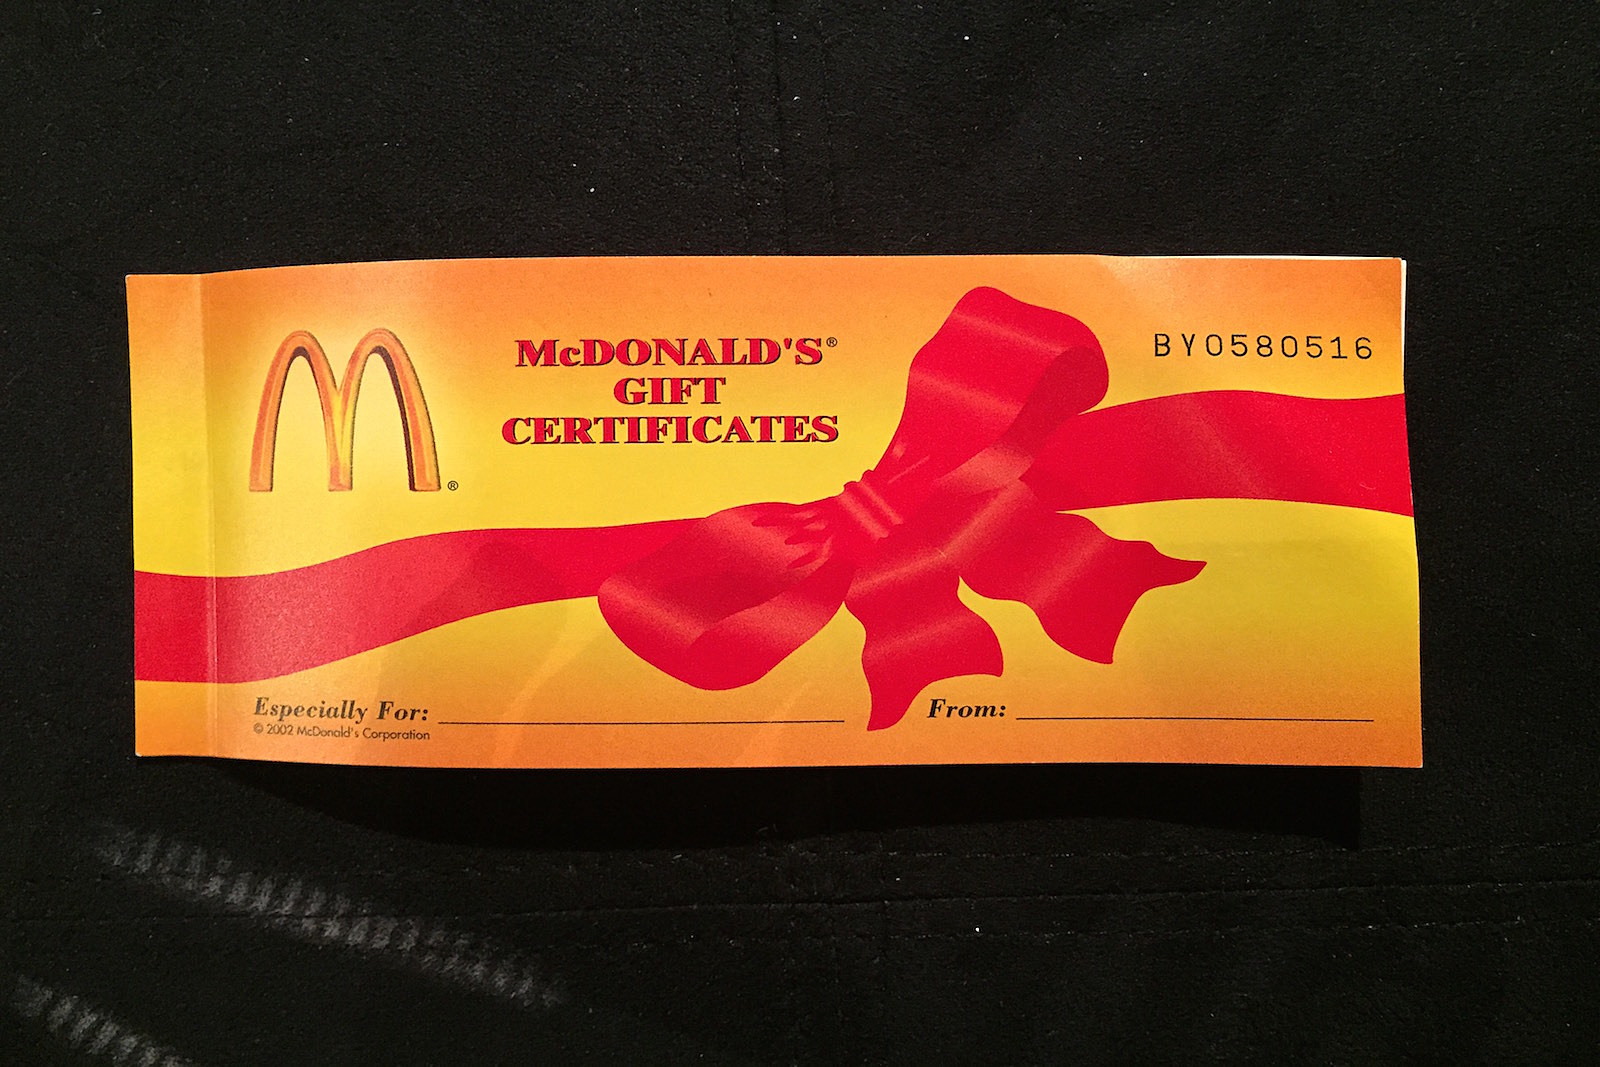 McDONALD'S®
GIFT
CERTIFICATES
BY0580516
®
Especially For:
From:
© 2002 McDonald's Corporation